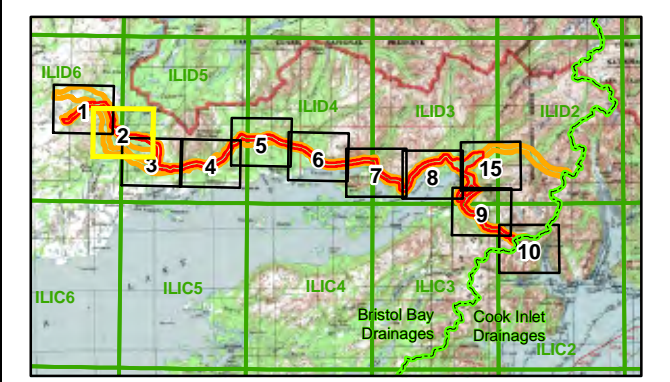 ILID6
ILID5
ILID4
ILID3
ILID2
1
2
3
4
5
6
7
8
15
9
10
LAKE
ILIC6
ILIC5
ILIC4
ILIC3
ILIC2
Bristol Bay
Drainages
Cook Inlet
Drainages